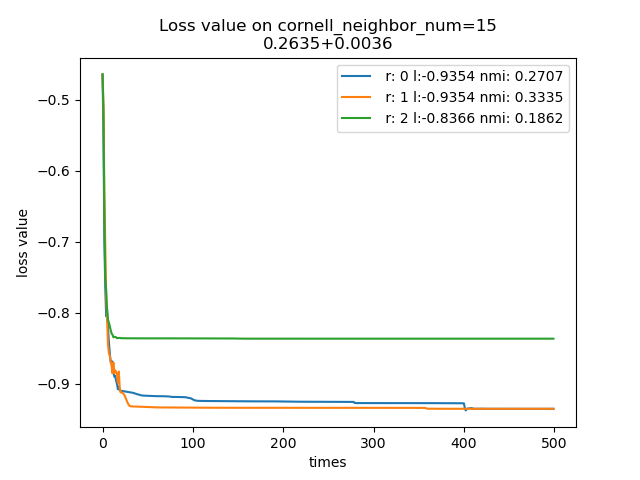 Loss value on cornell_neighbor_num=15
0.2635+0.0036
r: 0 l:-0.9354 nmi: 0.2707
r: 1 l:-0.9354 nmi: 0.3335
r: 2 l:-0.8366 nmi: 0.1862
−0.5
−0.6
−0.7
−0.8
−0.9
loss value
0 100 200 300 400 500
times